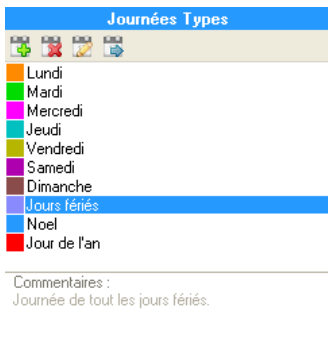 Journées Types
Lundi
Mardi
Mercredi
Jeudi
Vendredi
Samedi
Dimanche
Jours fériés
Noel
Jour de l'an
Commentaires :
Journée de tout les jours fériés.